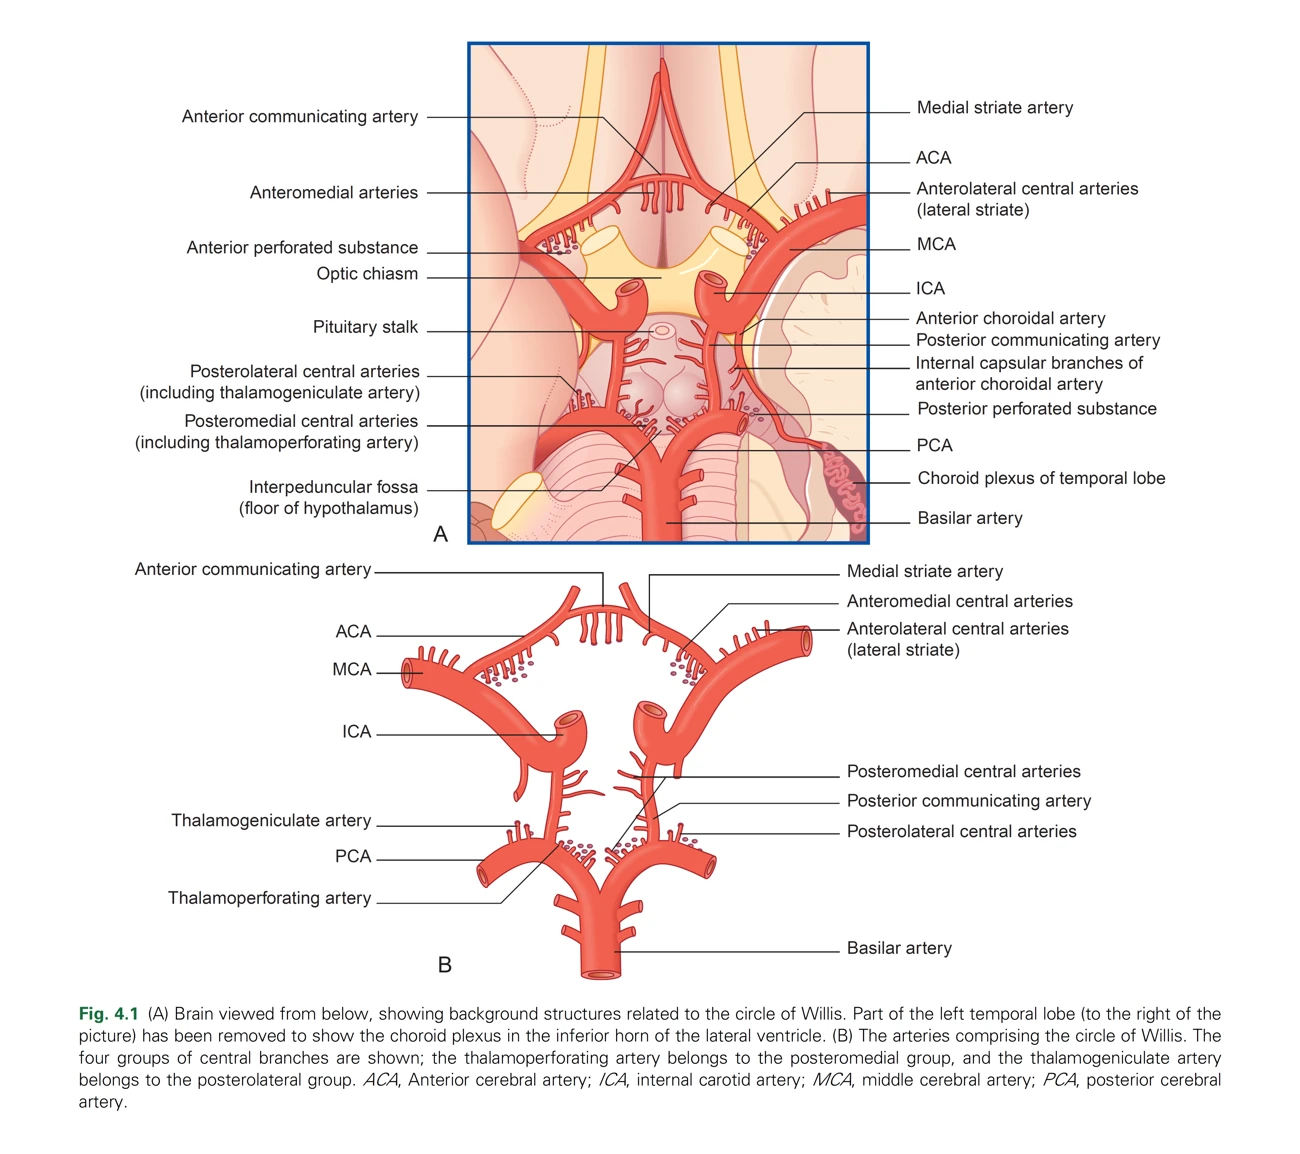 Anterior communicating artery
Anteromedial arteries
Anterior perforated substance
Optic chiasm
Pituitary stalk
Posterolateral central arteries
(including thalamogeniculate artery)
Posteromedial central arteries
(including thalamoperforating artery)
Interpeduncular fossa
(floor of hypothalamus)
A
Medial striate artery
ACA
Anterolateral central arteries
(lateral striate)
MCA
ICA
Anterior choroidal artery
Posterior communicating artery
Internal capsular branches of
anterior choroidal artery
Posterior perforated substance
PCA
Choroid plexus of temporal lobe
Basilar artery
Anterior communicating artery
ACA
MCA
ICA
Thalamogeniculate artery
PCA
Thalamoperforating artery
B
Medial striate artery
Anteromedial central arteries
Anterolateral central arteries
(lateral striate)
Posteromedial central arteries
Posterior communicating artery
Posterolateral central arteries
Basilar artery
Fig. 4.1 (A) Brain viewed from below, showing background structures related to the circle of Willis. Part of the left temporal lobe (to the right of the
picture) has been removed to show the choroid plexus in the inferior horn of the lateral ventricle. (B) The arteries comprising the circle of Willis. The
four groups of central branches are shown; the thalamoperforating artery belongs to the posteromedial group, and the thalamogeniculate artery
belongs to the posterolateral group. ACA, Anterior cerebral artery; ICA, internal carotid artery; MCA, middle cerebral artery; PCA, posterior cerebral
artery.